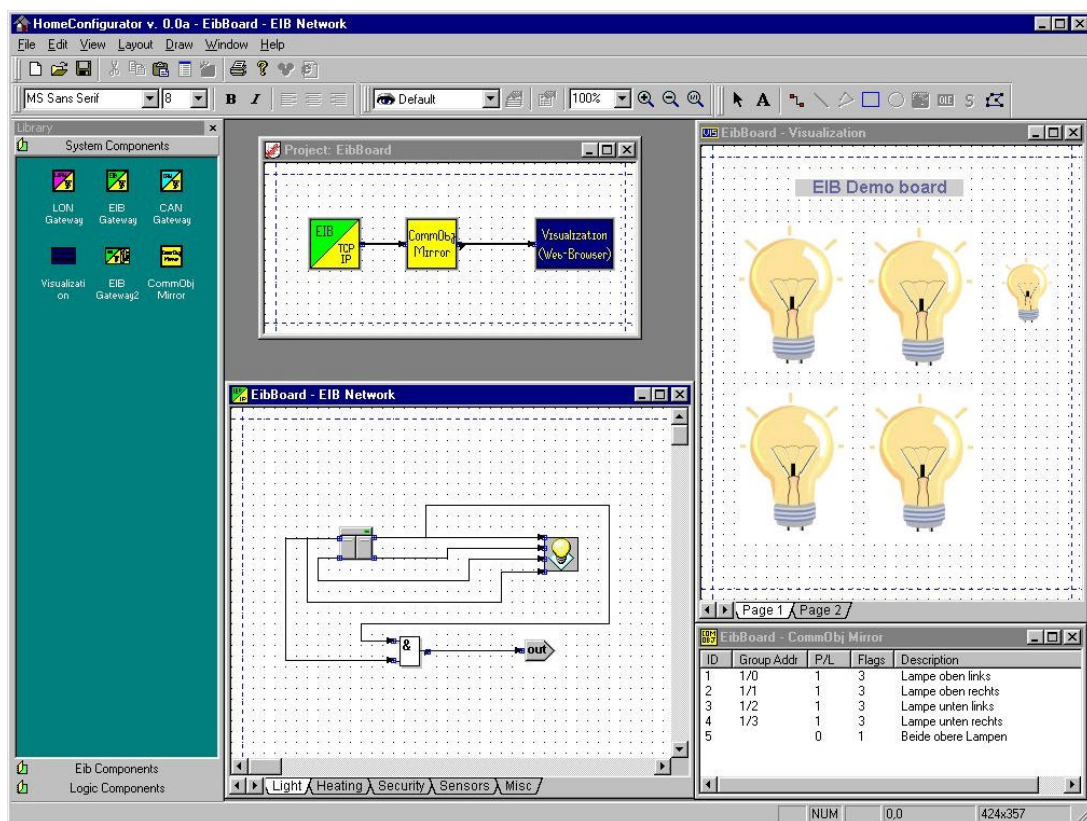 HomeConfigurator v. 0.0a - EibBoard - EIB Network
File Edit View Layout Draw Window Help
MS Sans Serif 8 B I Default 100% A OLE S
Library
System Components
LON Gateway
EIB Gateway
CAN Gateway
Visualizati on
EIB Gateway2
CommObj Mirror
Eib Components
Logic Components
Project: EibBoard
EIB
TCP
IP
CommObj
Mirror
Visualization
(Web-Browser)
EibBoard - EIB Network
&
out
Light Heating Security Sensors Misc
VIS EibBoard - Visualization
EIB Demo board
Page 1 Page 2
COM OBJ EibBoard - CommObj Mirror
ID Group Addr P/L Flags Description
1 1/0 1 3 Lampe oben links
2 1/1 1 3 Lampe oben rechts
3 1/2 1 3 Lampe unten links
4 1/3 1 3 Lampe unten rechts
5 0 1 Beide obere Lampen
NUM 0,0 424x357